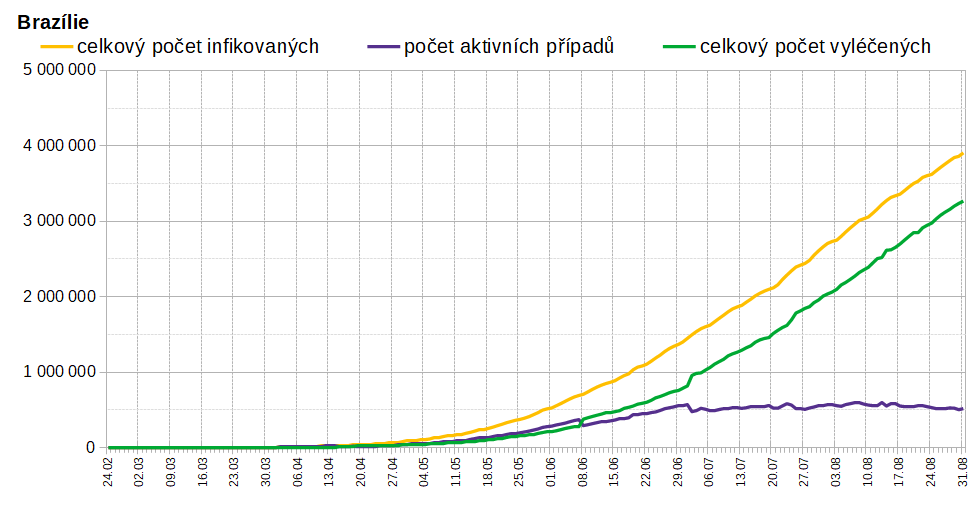 Brazílie
celkový počet infikovaných počet aktivních případů celkový počet vyléčených
5 000 000
4 000 000
3 000 000
2 000 000
1 000 000
0
24.02 02.03 09.03 16.03 23.03 30.03 06.04 13.04 20.04 27.04 04.05 11.05 18.05 25.05 01.06 08.06 15.06 22.06 29.06 06.07 13.07 20.07 27.07 03.08 10.08 17.08 24.08 31.08